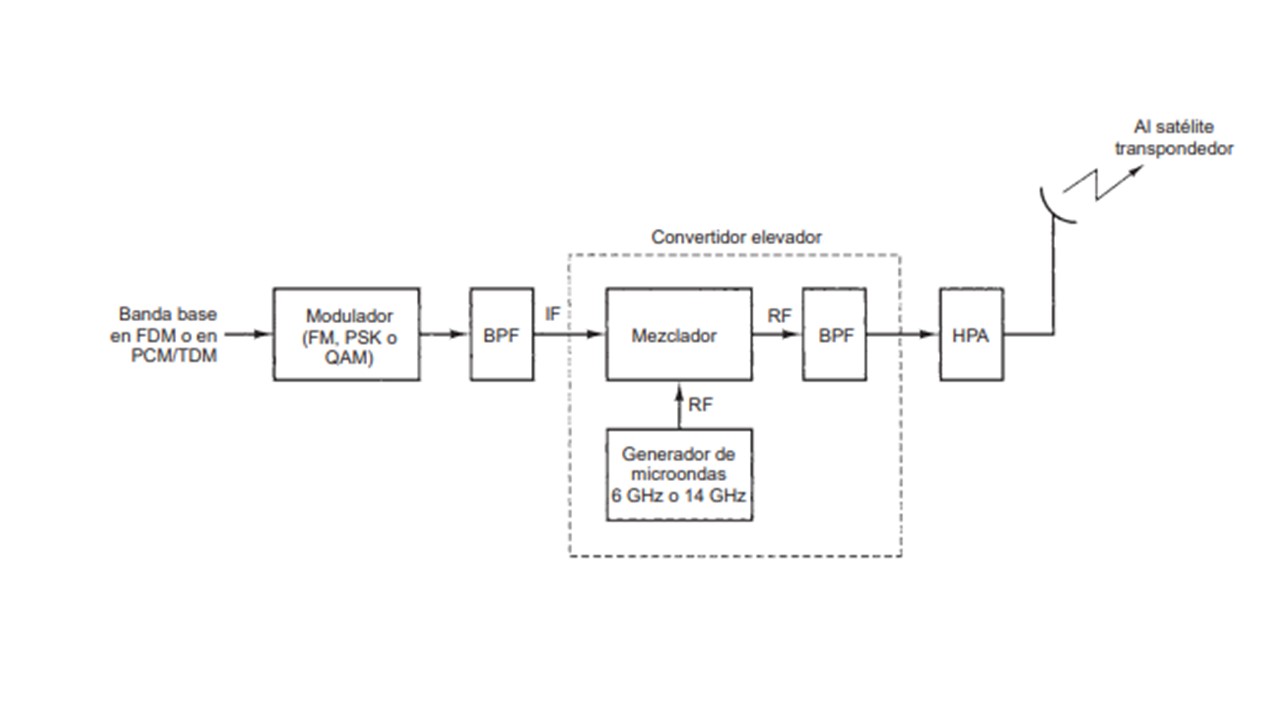 Al satélite
transpondedor
Convertidor elevador
Banda base
en FDM o en
PCM/TDM
Modulador
(FM, PSK o
QAM)
BPF
IF
Mezclador
RF
BPF
HPA
RF
Generador de
microondas
6 GHz o 14 GHz